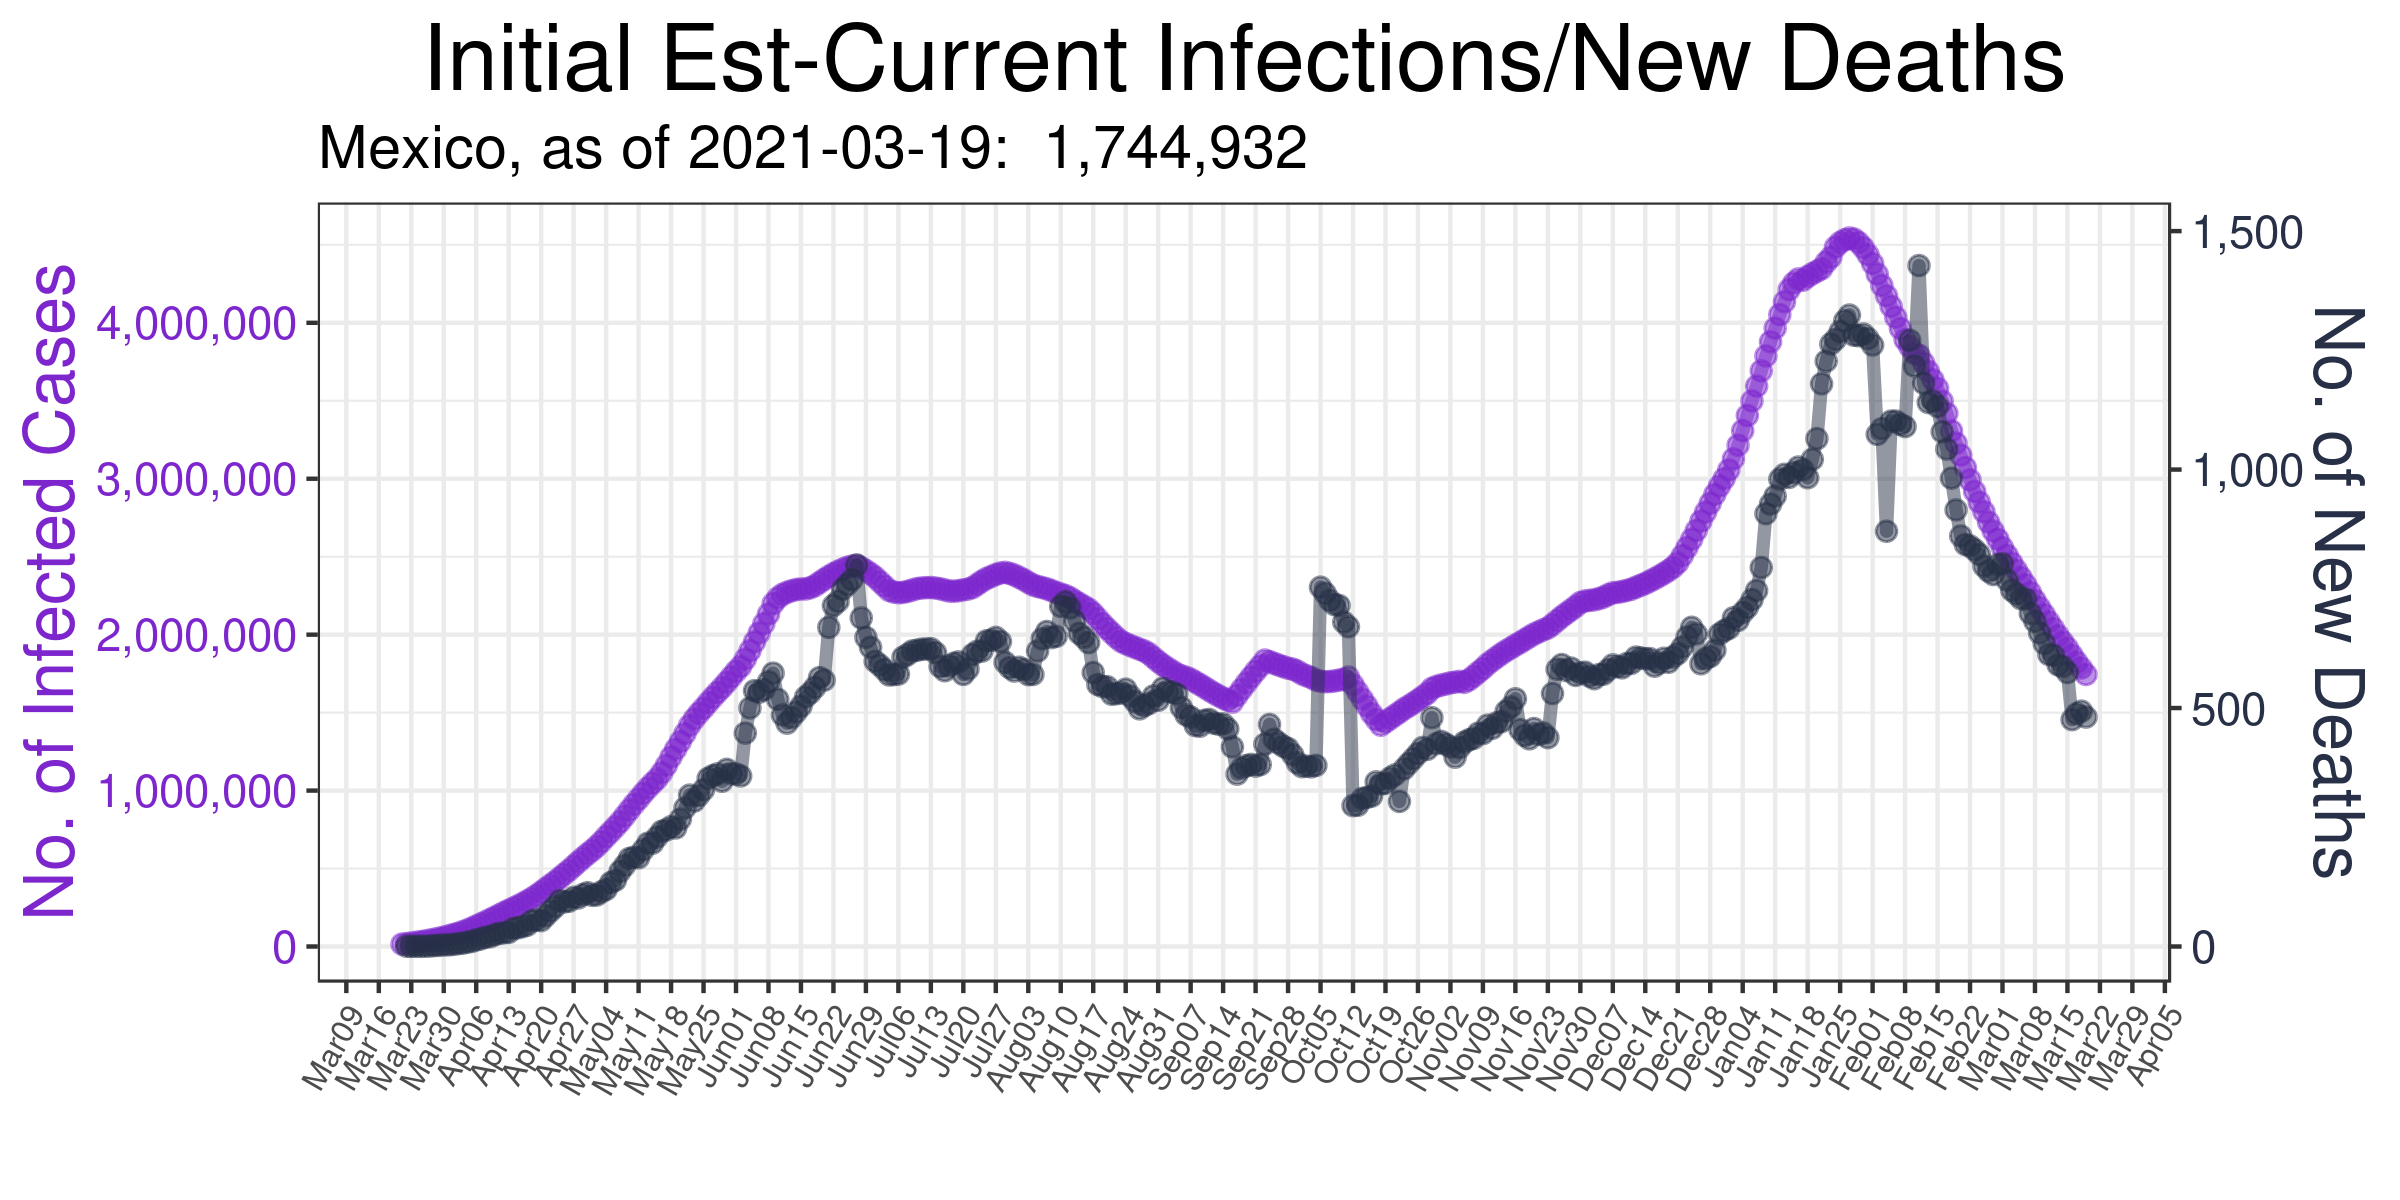 Initial Est-Current Infections/New Deaths
Mexico, as of 2021-03-19:  1,744,932
No. of Infected Cases
4,000,000
3,000,000
2,000,000
1,000,000
0
1,500
1,000
500
0
No. of New Deaths
Mar09
Mar16
Mar23
Mar30
Apr06
Apr13
Apr20
Apr27
May04
May11
May18
May25
Jun01
Jun08
Jun15
Jun22
Jun29
Jul06
Jul13
Jul20
Jul27
Aug03
Aug10
Aug17
Aug24
Aug31
Sep07
Sep14
Sep21
Sep28
Oct05
Oct12
Oct19
Oct26
Nov02
Nov09
Nov16
Nov23
Nov30
Dec07
Dec14
Dec21
Dec28
Jan04
Jan11
Jan18
Jan25
Feb01
Feb08
Feb15
Feb22
Mar01
Mar08
Mar15
Mar22
Mar29
Apr05